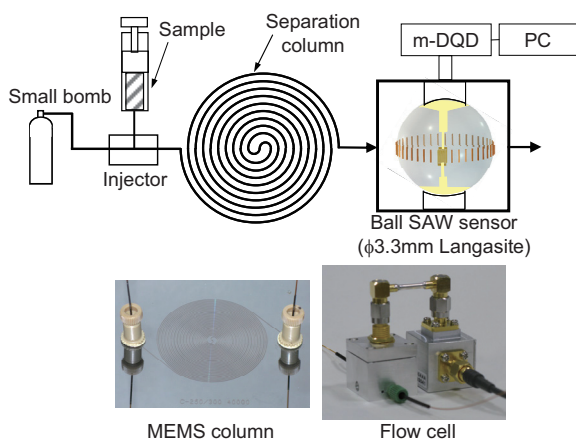 Sample
Separation
column
m-DQD
PC
Small bomb
Injector
Ball SAW sensor
(ϕ3.3mm Langasite)
MEMS column
Flow cell